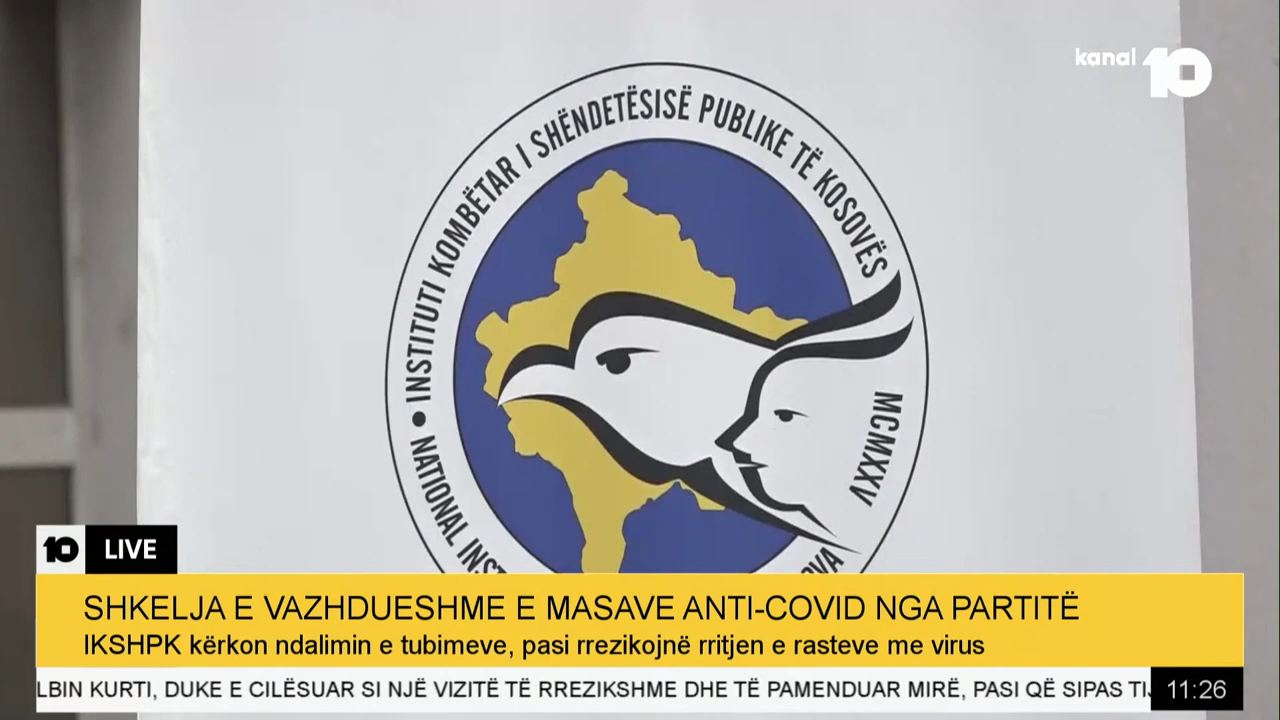 kanal 10
INSTITUTI KOMBËTAR I SHËNDETËSISË PUBLIKE TË KOSOVËS
MCMXXV
NATIONAL
10 LIVE
SHKELJA E VAZHDUESHME E MASAVE ANTI-COVID NGA PARTITË
IKSHPK kërkon ndalimin e tubimeve, pasi rrezikojnë rritjen e rasteve me virus
LBIN KURTI, DUKE E CILËSUAR SI NJË VIZITË TË RREZIKSHME DHE TË PAMENDUAR MIRË, PASI QË SIPAS
11:26